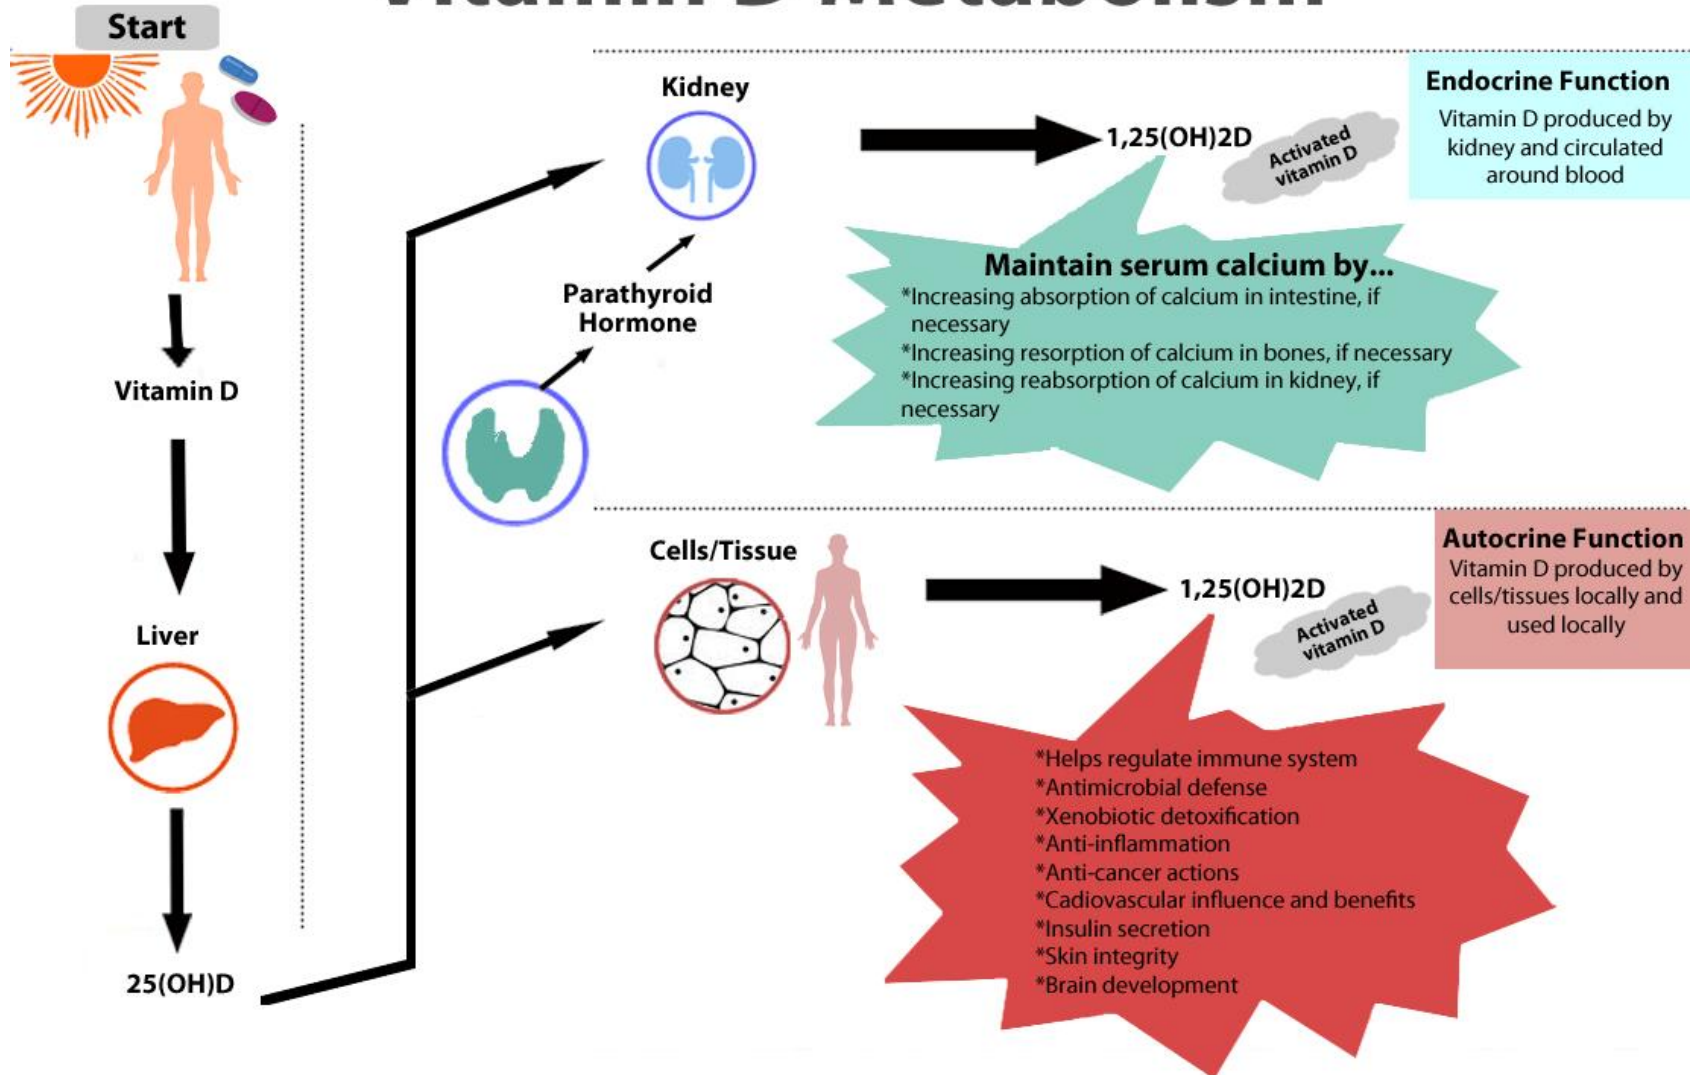 Vitamin D Metabolism
Start
Vitamin D
Liver
25(OH)D
Kidney
Parathyroid
Hormone
1,25(OH)2D
Activated
vitamin D
Endocrine Function
Vitamin D produced by
kidney and circulated
around blood
Maintain serum calcium by...
*Increasing absorption of calcium in intestine, if
necessary
*Increasing resorption of calcium in bones, if necessary
*Increasing reabsorption of calcium in kidney, if
necessary
Cells/Tissue
1,25(OH)2D
Activated
vitamin D
Autocrine Function
Vitamin D produced by
cells/tissues locally and
used locally
*Helps regulate immune system
*Antimicrobial defense
*Xenobiotic detoxification
*Anti-inflammation
*Anti-cancer actions
*Cadiovascular influence and benefits
*Insulin secretion
*Skin integrity
*Brain development